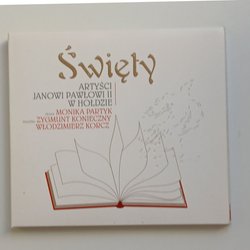 Święty
ARTYŚCI
JANOWI PAWŁOWI II
W HOŁDZIE
MONIKA PARTYK
ZYGMUNT KONIECZNY
WŁODZIMIERZ KORCZ